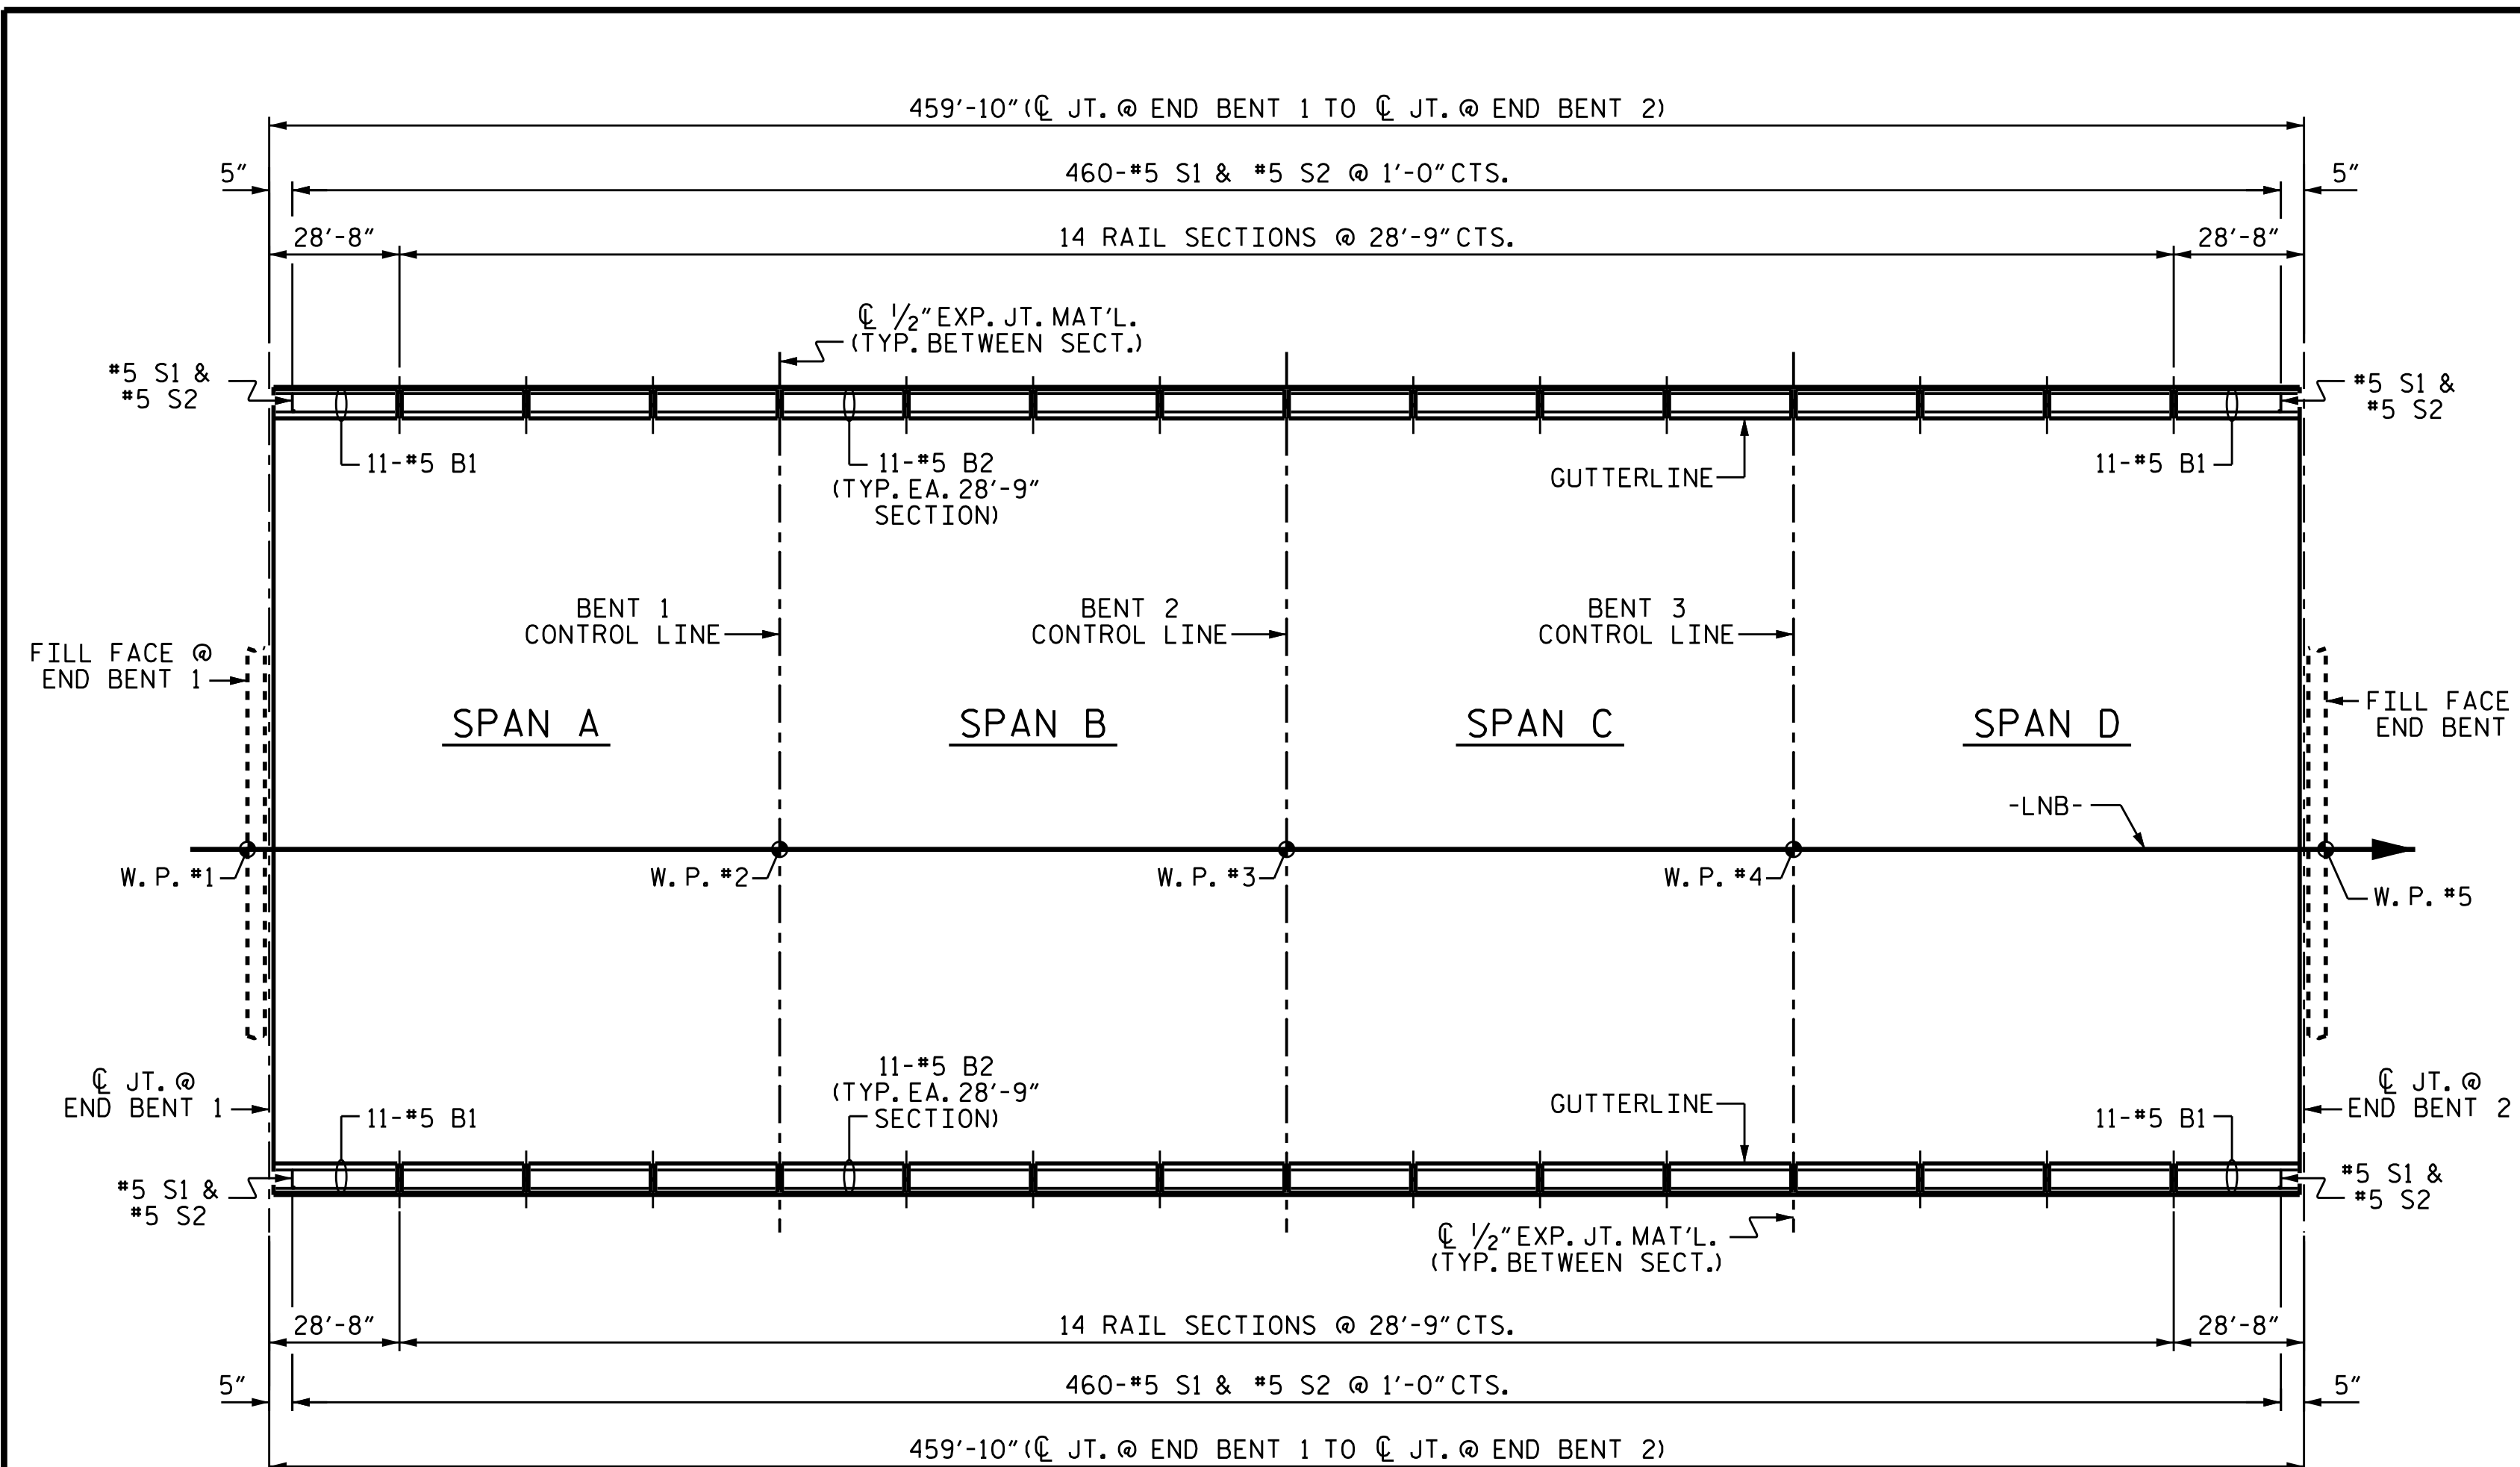 459'-10" (℄ JT. @ END BENT 1 TO ℄ JT. @ END BENT 2)
5"
460-#5 S1 & #5 S2 @ 1'-0" CTS.
5"
28'-8"
14 RAIL SECTIONS @ 28'-9" CTS.
28'-8"
℄ 1/2" EXP. JT. MAT'L.
(TYP. BETWEEN SECT.)
#5 S1 &
#5 S2
#5 S1 &
#5 S2
11-#5 B1
11-#5 B2
(TYP. EA. 28'-9"
SECTION)
GUTTERLINE
11-#5 B1
BENT 1
CONTROL LINE
BENT 2
CONTROL LINE
BENT 3
CONTROL LINE
FILL FACE @
END BENT 1
SPAN A
SPAN B
SPAN C
SPAN D
FILL FACE
END BENT
-LNB-
W. P. #1
W. P. #2
W. P. #3
W. P. #4
W. P. #5
℄ JT. @
END BENT 1
11-#5 B1
11-#5 B2
(TYP. EA. 28'-9"
SECTION)
GUTTERLINE
11-#5 B1
℄ JT. @
END BENT 2
#5 S1 &
#5 S2
#5 S1 &
#5 S2
℄ 1/2" EXP. JT. MAT'L.
(TYP. BETWEEN SECT.)
28'-8"
14 RAIL SECTIONS @ 28'-9" CTS.
28'-8"
5"
460-#5 S1 & #5 S2 @ 1'-0" CTS.
5"
459'-10" (℄ JT. @ END BENT 1 TO ℄ JT. @ END BENT 2)